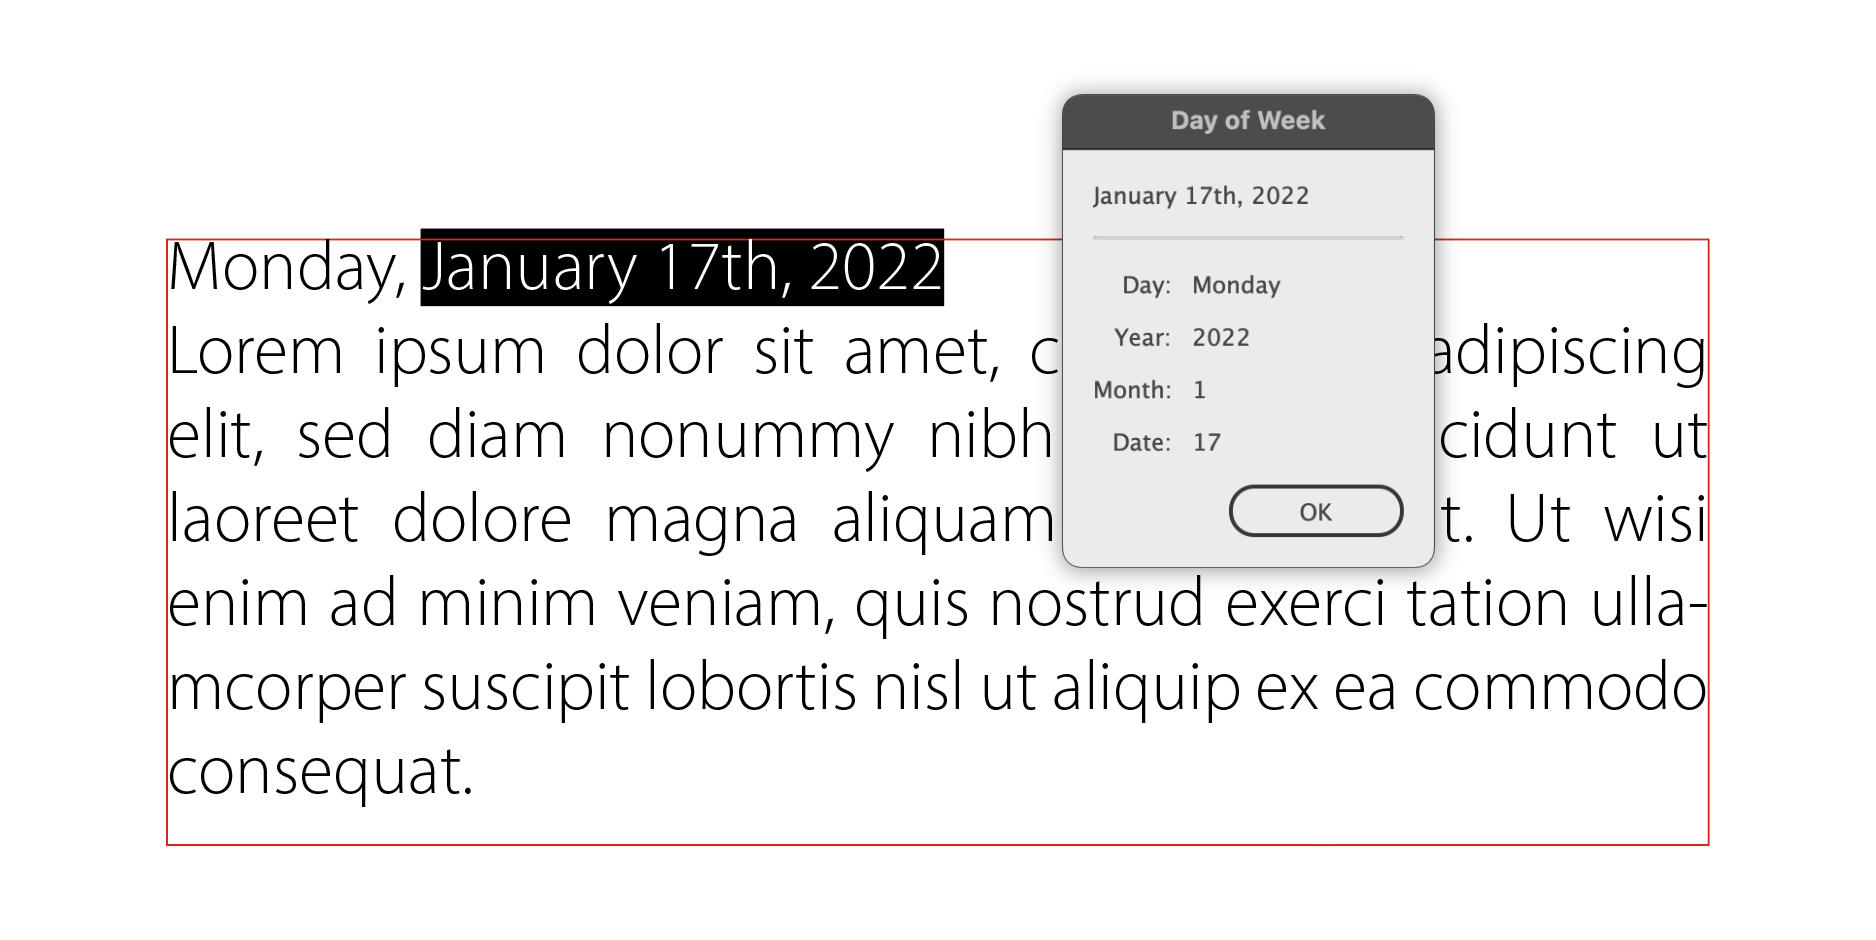 Day of Week
January 17th, 2022
Day: Monday
Year: 2022
Month: 1
Date: 17
OK
Monday, January 17th, 2022
Lorem ipsum dolor sit amet, c adipiscing
elit, sed diam nonummy nibh cidunt ut
laoreet dolore magna aliquam t. Ut wisi
enim ad minim veniam, quis nostrud exerci tation ulla-
mcorper suscipit lobortis nisl ut aliquip ex ea commodo
consequat.